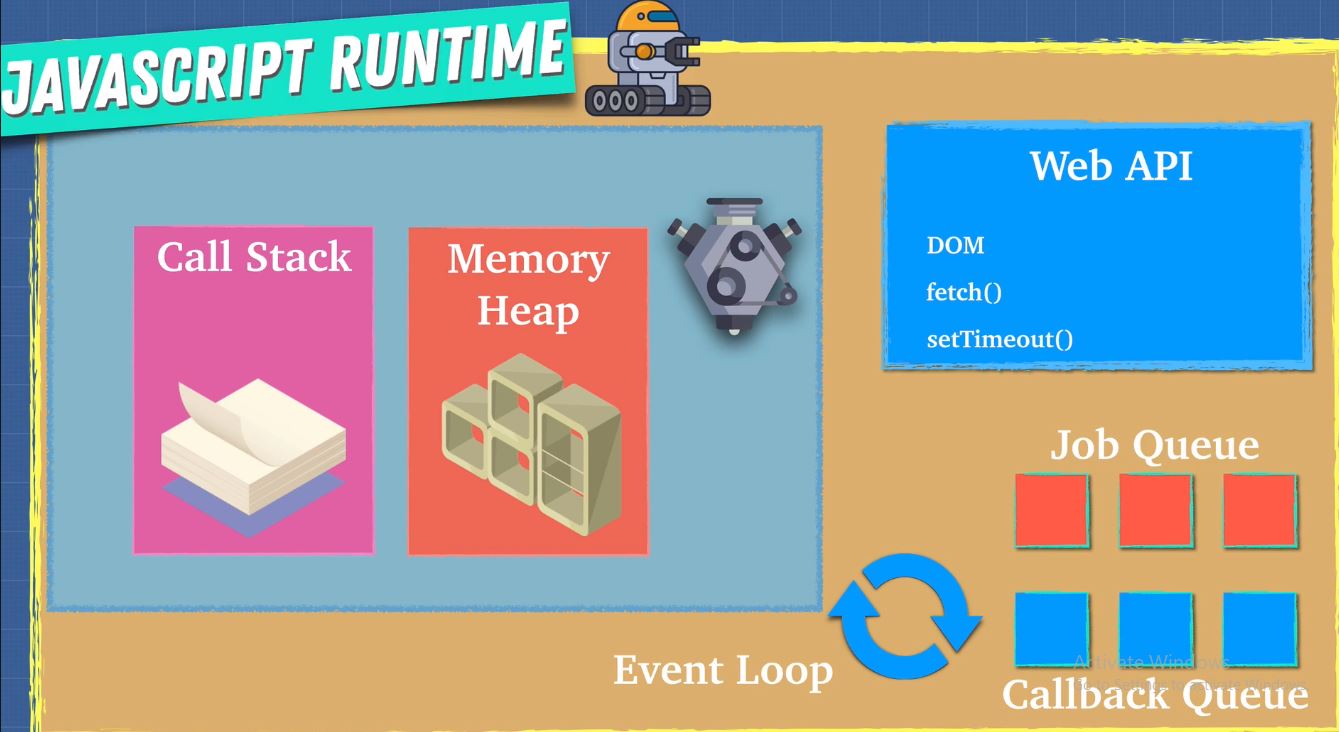 JAVASCRIPT RUNTIME
Call Stack
Memory
Heap
Web API
DOM
fetch()
setTimeout()
Job Queue
Event Loop
Activate Windows
Go to Settings to activate Windows.
Callback Queue